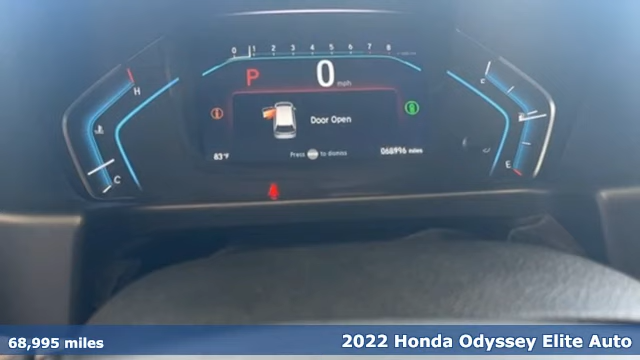 0 1 2 3 4 5 6 7 8
P 0 mph
H F
Door Open
83°F Press to dismiss 068996 miles
C E
68,995 miles 2022 Honda Odyssey Elite Auto